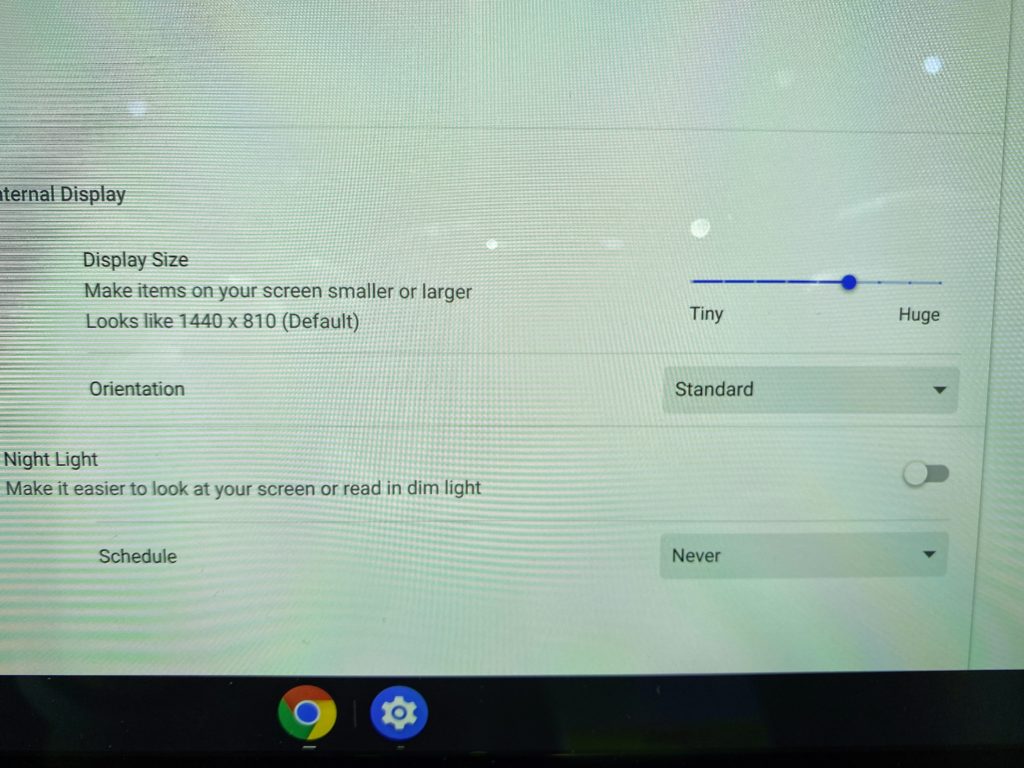 nternal Display
Display Size
Make items on your screen smaller or larger
Looks like 1440 x 810 (Default)
Tiny
Huge
Orientation
Standard
Night Light
Make it easier to look at your screen or read in dim light
Schedule
Never